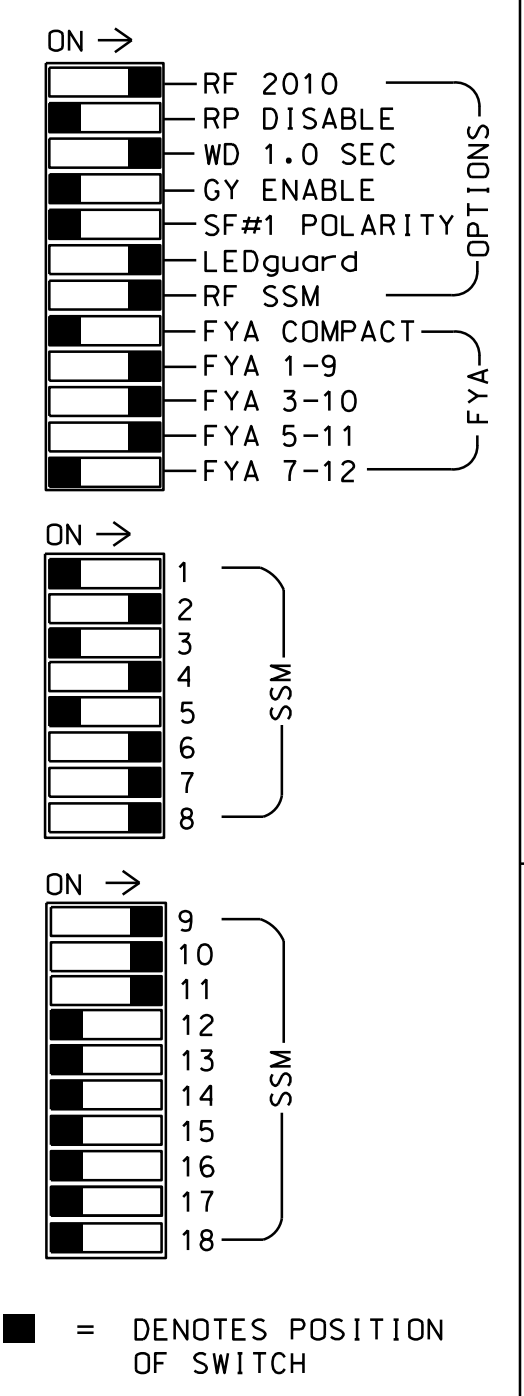 ON →
RF 2010
RP DISABLE
WD 1.0 SEC
GY ENABLE
SF#1 POLARITY
LEDguard
RF SSM
OPTIONS
FYA COMPACT
FYA 1-9
FYA 3-10
FYA 5-11
FYA 7-12
FYA
ON →
1
2
3
4
5
6
7
8
SSM
ON →
9
10
11
12
13
14
15
16
17
18
SSM
= DENOTES POSITION
OF SWITCH